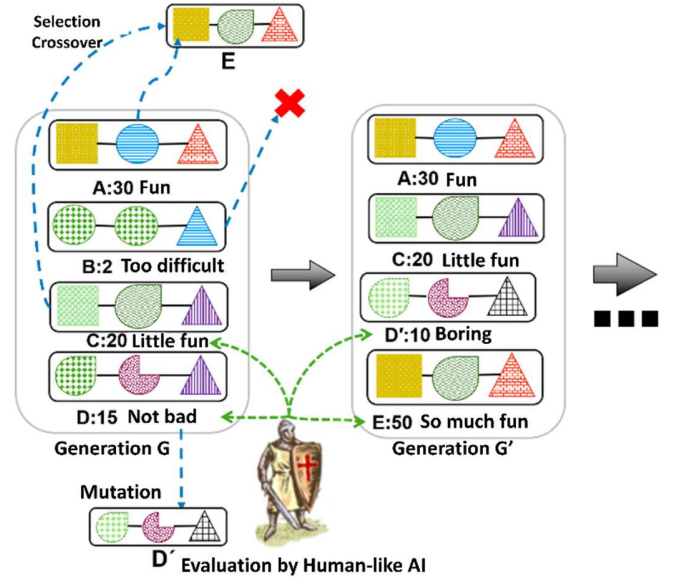 Selection
Crossover
E
A:30 Fun
B:2 Too difficult
C:20 Little fun
D:15 Not bad
Generation G
Mutation
D´
A:30 Fun
C:20 Little fun
D′:10 Boring
E:50 So much fun
Generation G′
Evaluation by Human-like AI